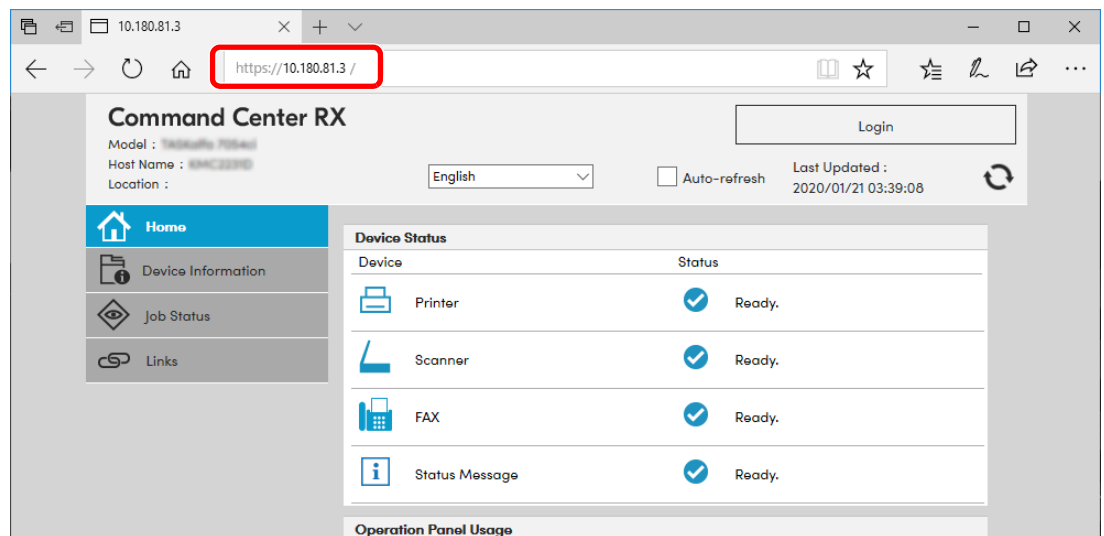 10.180.81.3
https://10.180.81.3 /
Command Center RX
Login
Model :
Host Name :
Location :
English
Auto-refresh
Last Updated :
2020/01/21 03:39:08
Home
Device Information
Job Status
Links
Device Status
Device Status
Printer Ready.
Scanner Ready.
FAX Ready.
Status Message Ready.
Operation Panel Usage